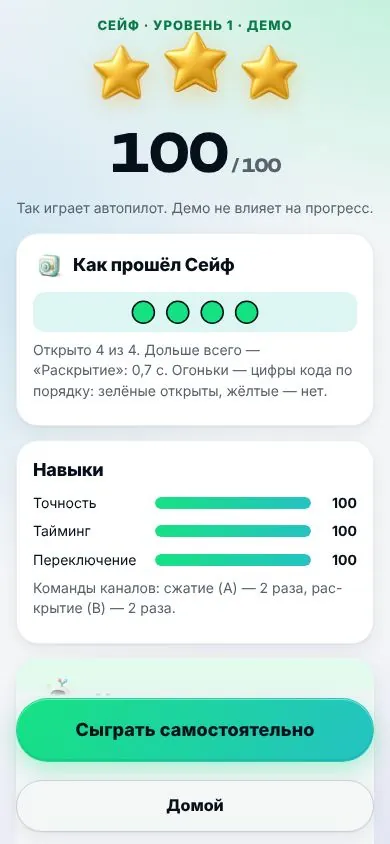 СЕЙФ · УРОВЕНЬ 1 · ДЕМО
100 / 100
Так играет автопилот. Демо не влияет на прогресс.
Как прошёл Сейф
Открыто 4 из 4. Дольше всего —
«Раскрытие»: 0,7 с. Огоньки — цифры кода по
порядку: зелёные открыты, жёлтые — нет.
Навыки
Точность 100
Тайминг 100
Переключение 100
Команды каналов: сжатие (A) — 2 раза, рас-
крытие (B) — 2 раза.
Сыграть самостоятельно
Домой